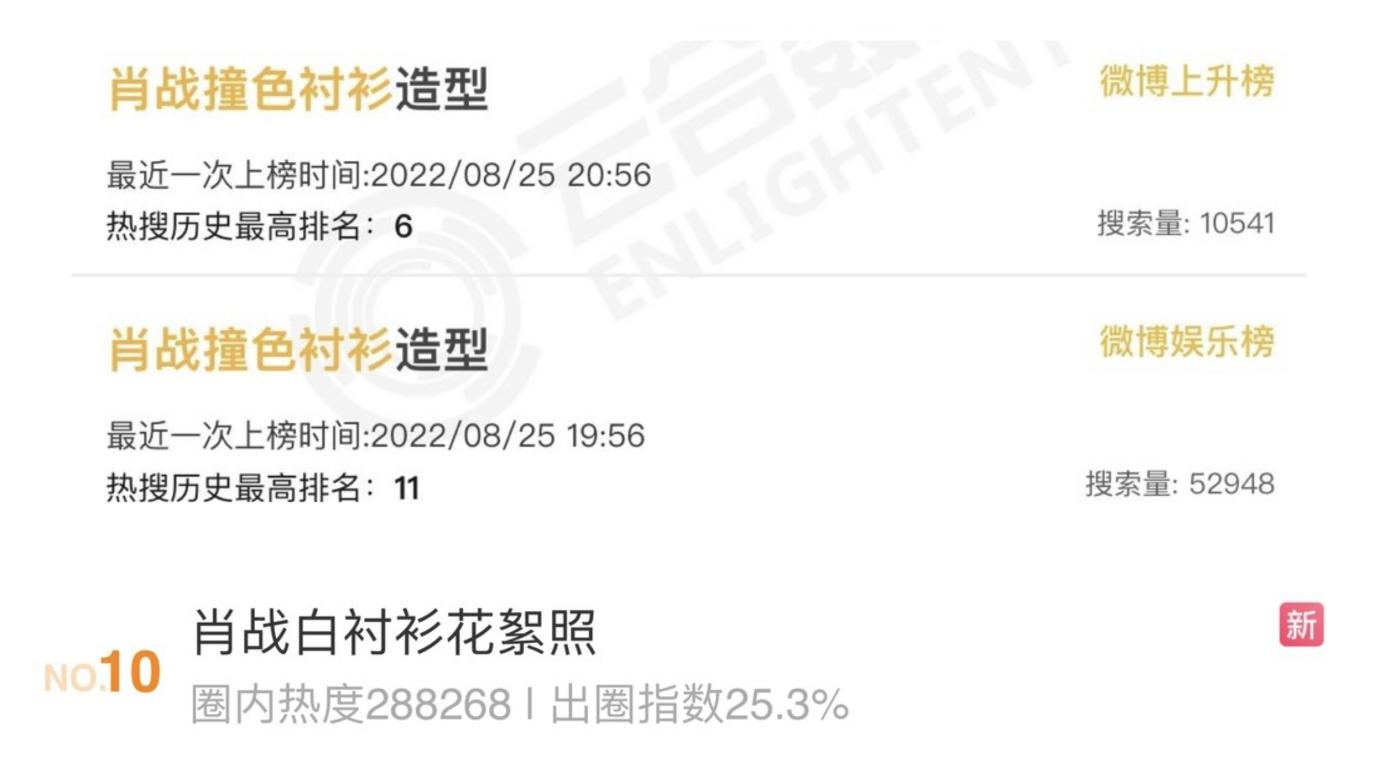 肖战撞色衬衫造型
微博上升榜
最近一次上榜时间:2022/08/25 20:56
热搜历史最高排名：6
搜索量: 10541
肖战撞色衬衫造型
微博娱乐榜
最近一次上榜时间:2022/08/25 19:56
热搜历史最高排名：11
搜索量: 52948
云合数
ENLIGHTENT
NO.10
肖战白衬衫花絮照
新
圈内热度288268 | 出圈指数25.3%